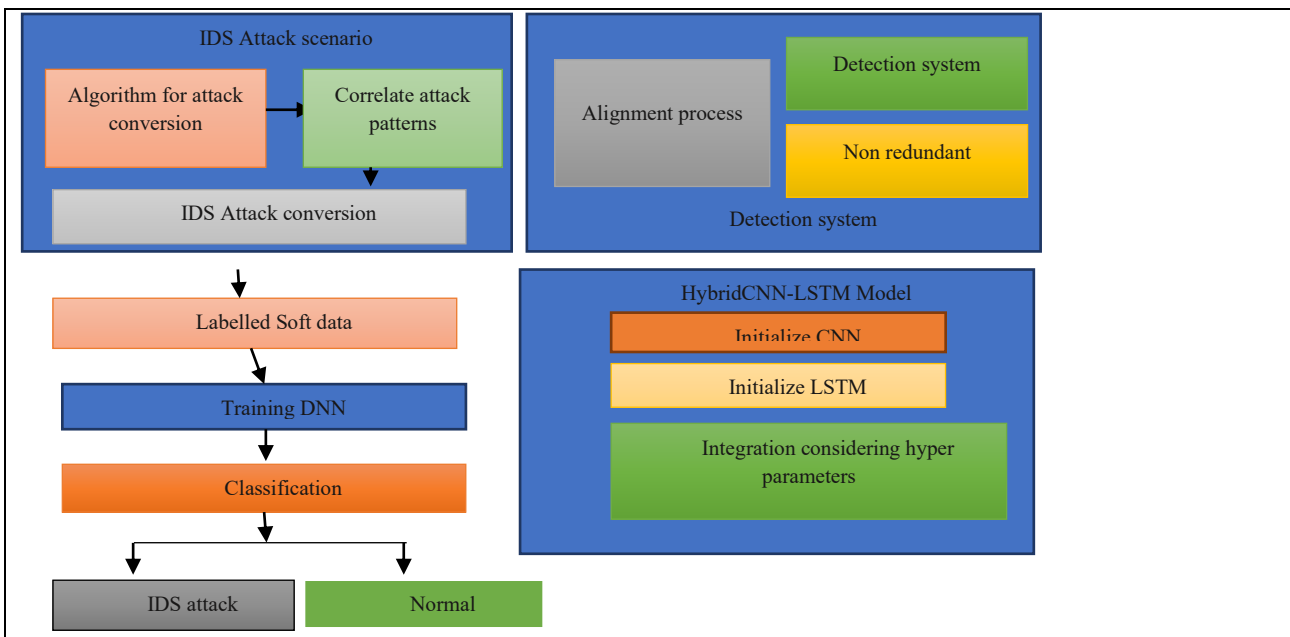 IDS Attack scenario
Algorithm for attack
conversion
Correlate attack
patterns
IDS Attack conversion
Detection system
Alignment process
Non redundant
Detection system
Labelled Soft data
Training DNN
Classification
IDS attack
Normal
HybridCNN-LSTM Model
Initialize CNN
Initialize LSTM
Integration considering hyper
parameters